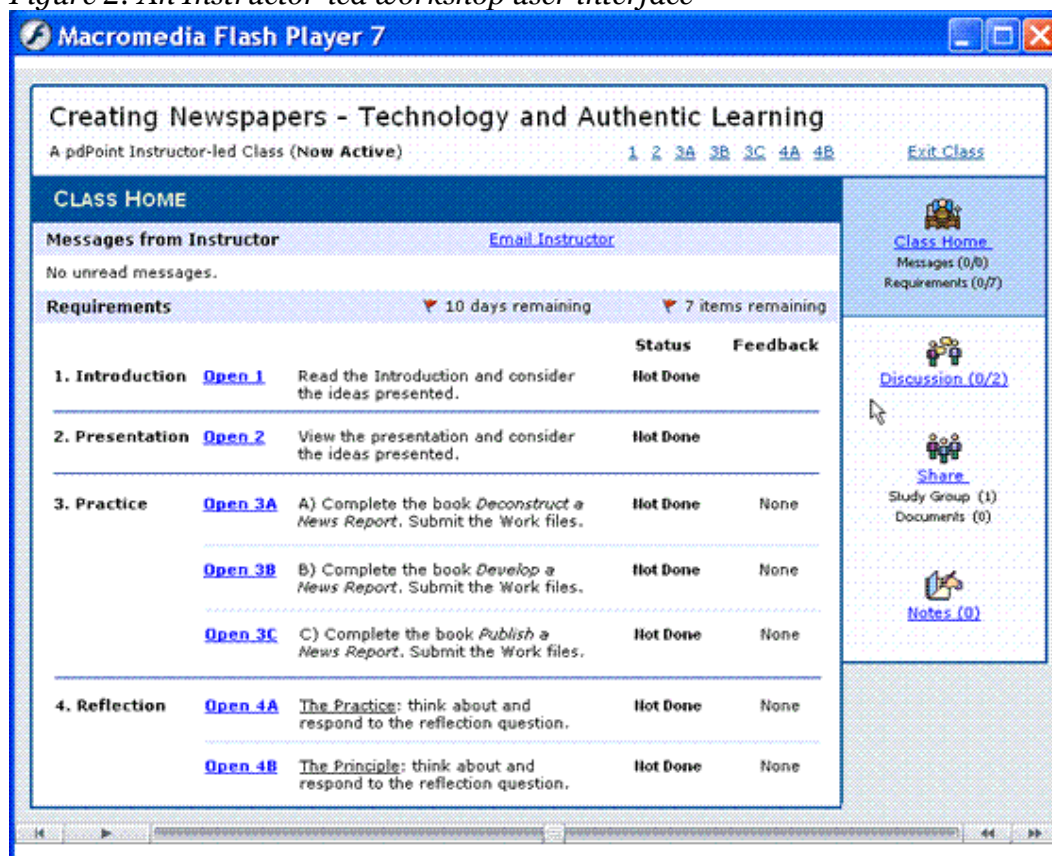 Figure 2: An Instructor-led workshop user interface
Macromedia Flash Player 7
Creating Newspapers - Technology and Authentic Learning
A pdPoint Instructor-led Class (Now Active) 1 2 3A 3B 3C 4A 4B Exit Class
CLASS HOME
Messages from Instructor Email Instructor
No unread messages.
Requirements 10 days remaining 7 items remaining
Status Feedback
1. Introduction Open 1 Read the Introduction and consider Not Done
the ideas presented.
2. Presentation Open 2 View the presentation and consider Not Done
the ideas presented.
3. Practice Open 3A A) Complete the book Deconstruct a Not Done None
News Report. Submit the Work files.
Open 3B B) Complete the book Develop a Not Done None
News Report. Submit the Work files.
Open 3C C) Complete the book Publish a Not Done None
News Report. Submit the Work files.
4. Reflection Open 4A The Practice: think about and Not Done None
respond to the reflection question.
Open 4B The Principle: think about and Not Done None
respond to the reflection question.
Class Home
Messages (0/0)
Requirements (0/7)
Discussion (0/2)
Share
Study Group (1)
Documents (0)
Notes (0)